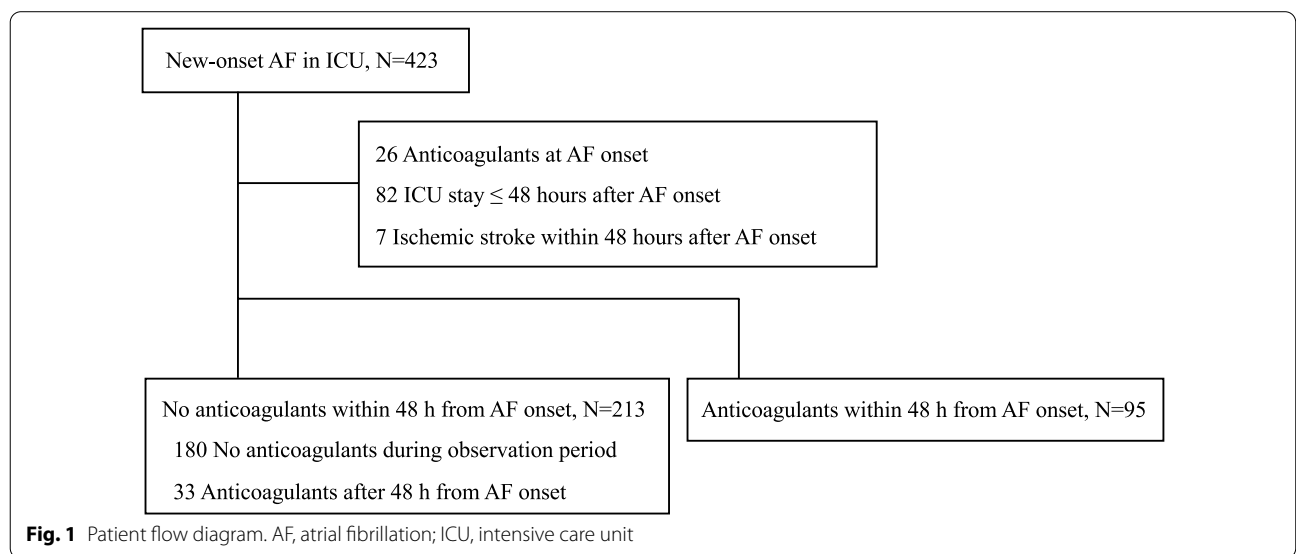 New-onset AF in ICU, N=423
26 Anticoagulants at AF onset
82 ICU stay ≤ 48 hours after AF onset
7 Ischemic stroke within 48 hours after AF onset
No anticoagulants within 48 h from AF onset, N=213
180 No anticoagulants during observation period
33 Anticoagulants after 48 h from AF onset
Anticoagulants within 48 h from AF onset, N=95
Fig. 1 Patient flow diagram. AF, atrial fibrillation; ICU, intensive care unit